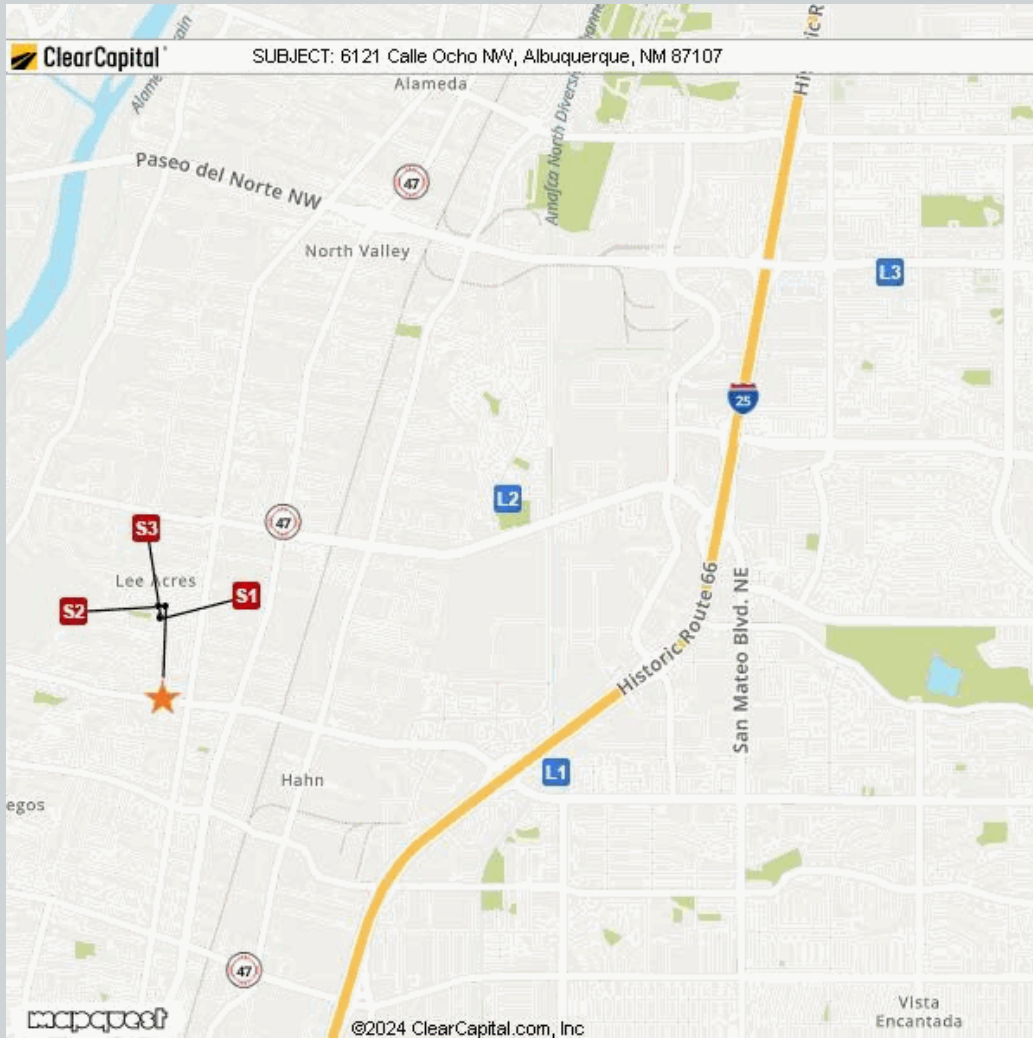 ClearCapital
SUBJECT: 6121 Calle Ocho NW, Albuquerque, NM 87107
Alameda
Paseo del Norte NW
47
North Valley
L3
25
L2
47
S3
Lee Acres
S2
S1
Historic Route 66
San Mateo Blvd. NE
L1
Hahn
egos
47
Vista
Encantada
mapquest
©2024 ClearCapital.com, Inc